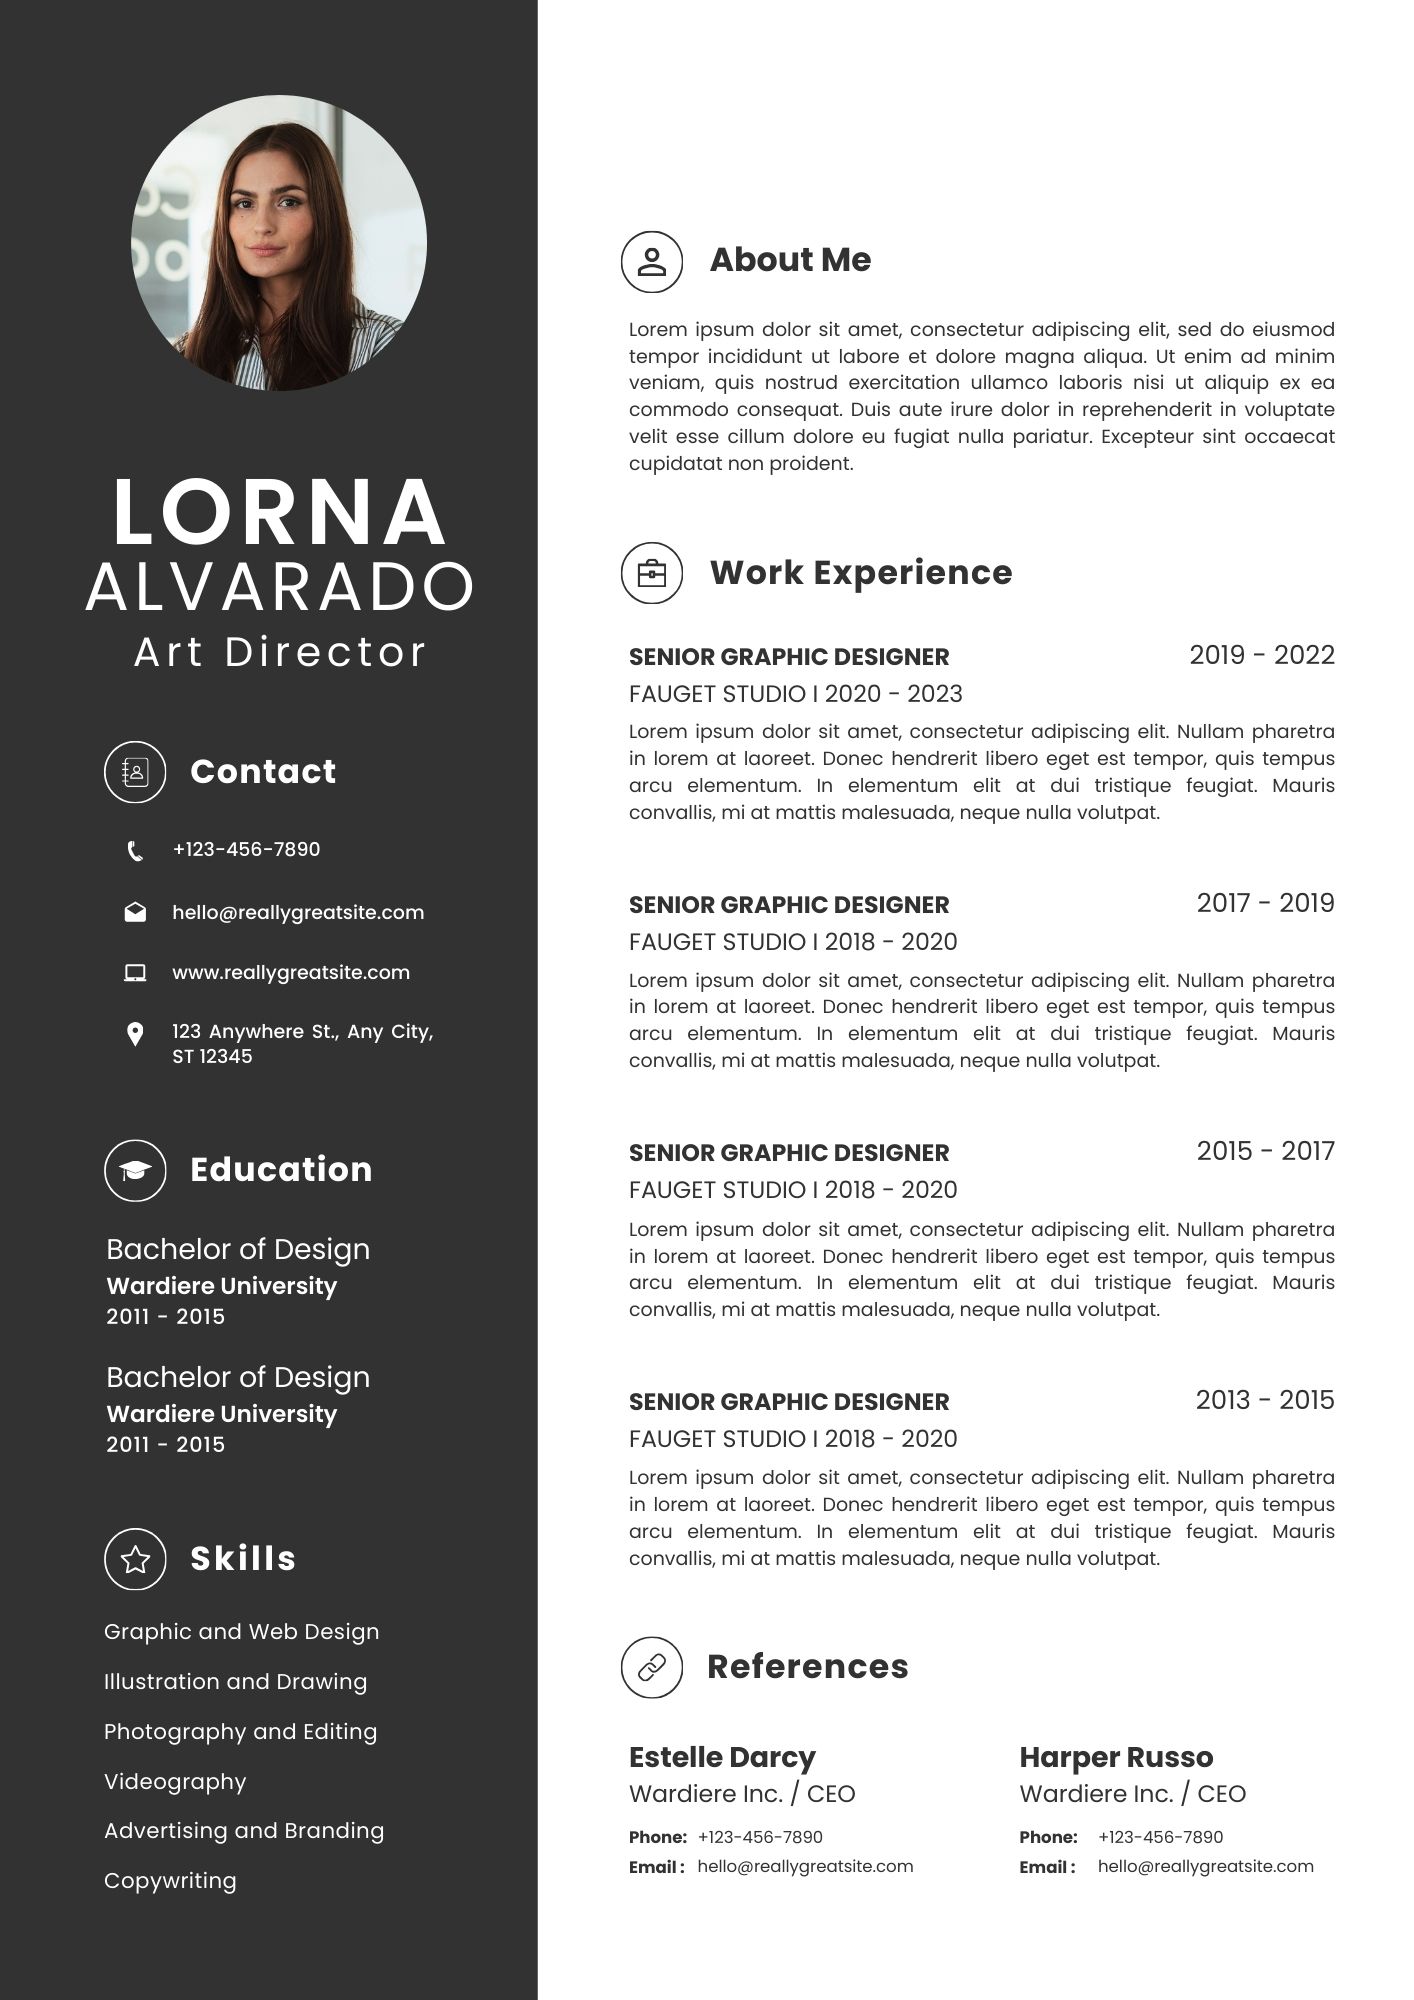 LORNA
ALVARADO
Art Director
Contact
+123-456-7890
hello@reallygreatsite.com
www.reallygreatsite.com
123 Anywhere St., Any City,
ST 12345
Education
Bachelor of Design
Wardiere University
2011 - 2015
Bachelor of Design
Wardiere University
2011 - 2015
Skills
Graphic and Web Design
Illustration and Drawing
Photography and Editing
Videography
Advertising and Branding
Copywriting
About Me
Lorem ipsum dolor sit amet, consectetur adipiscing elit, sed do eiusmod
tempor incididunt ut labore et dolore magna aliqua. Ut enim ad minim
veniam, quis nostrud exercitation ullamco laboris nisi ut aliquip ex ea
commodo consequat. Duis aute irure dolor in reprehenderit in voluptate
velit esse cillum dolore eu fugiat nulla pariatur. Excepteur sint occaecat
cupidatat non proident.
Work Experience
SENIOR GRAPHIC DESIGNER 2019 - 2022
FAUGET STUDIO I 2020 - 2023
Lorem ipsum dolor sit amet, consectetur adipiscing elit. Nullam pharetra
in lorem at laoreet. Donec hendrerit libero eget est tempor, quis tempus
arcu elementum. In elementum elit at dui tristique feugiat. Mauris
convallis, mi at mattis malesuada, neque nulla volutpat.
SENIOR GRAPHIC DESIGNER 2017 - 2019
FAUGET STUDIO I 2018 - 2020
Lorem ipsum dolor sit amet, consectetur adipiscing elit. Nullam pharetra
in lorem at laoreet. Donec hendrerit libero eget est tempor, quis tempus
arcu elementum. In elementum elit at dui tristique feugiat. Mauris
convallis, mi at mattis malesuada, neque nulla volutpat.
SENIOR GRAPHIC DESIGNER 2015 - 2017
FAUGET STUDIO I 2018 - 2020
Lorem ipsum dolor sit amet, consectetur adipiscing elit. Nullam pharetra
in lorem at laoreet. Donec hendrerit libero eget est tempor, quis tempus
arcu elementum. In elementum elit at dui tristique feugiat. Mauris
convallis, mi at mattis malesuada, neque nulla volutpat.
SENIOR GRAPHIC DESIGNER 2013 - 2015
FAUGET STUDIO I 2018 - 2020
Lorem ipsum dolor sit amet, consectetur adipiscing elit. Nullam pharetra
in lorem at laoreet. Donec hendrerit libero eget est tempor, quis tempus
arcu elementum. In elementum elit at dui tristique feugiat. Mauris
convallis, mi at mattis malesuada, neque nulla volutpat.
References
Estelle Darcy
Wardiere Inc. / CEO
Phone: +123-456-7890
Email : hello@reallygreatsite.com
Harper Russo
Wardiere Inc. / CEO
Phone: +123-456-7890
Email : hello@reallygreatsite.com